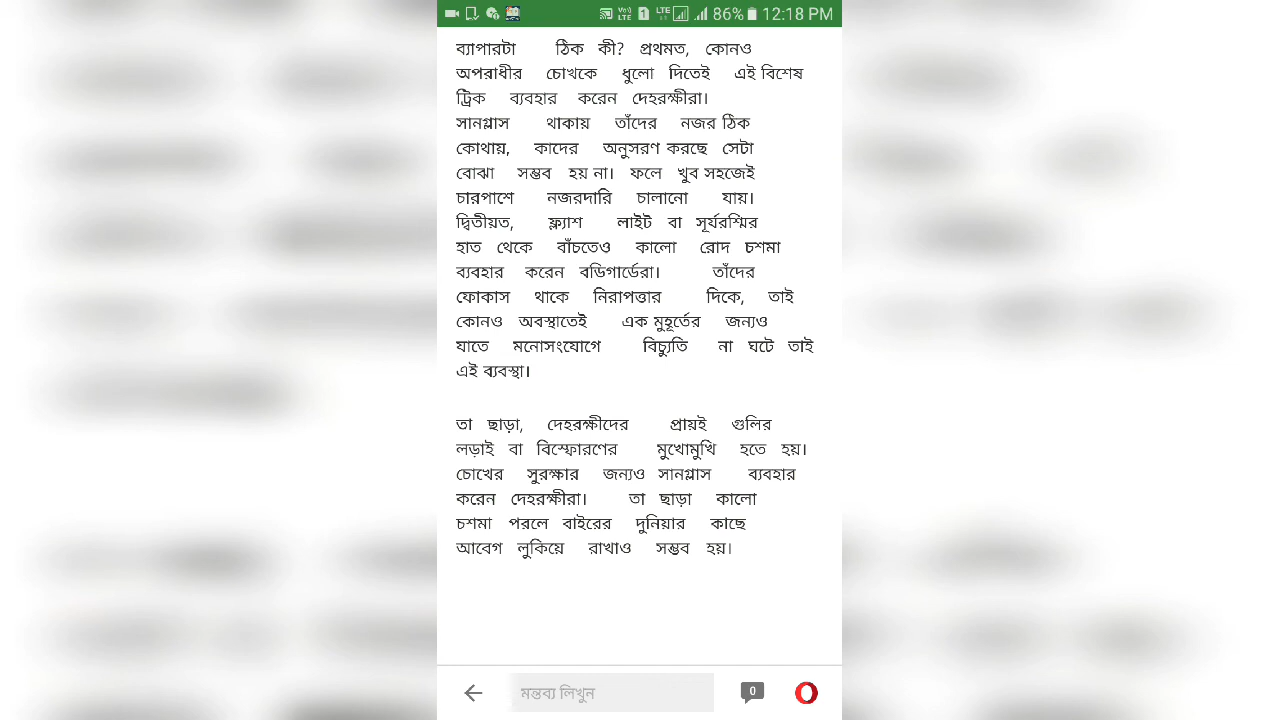 VoLTE 1 LTE 86% 12:18 PM
ব্যাপারটা ঠিক কী? প্রথমত, কোনও
অপরাধীর চোখকে ধুলো দিতেই এই বিশেষ
ট্রিক ব্যবহার করেন দেহরক্ষীরা।
সানগ্লাস থাকায় তাঁদের নজর ঠিক
কোথায়, কাদের অনুসরণ করছে সেটা
বোঝা সম্ভব হয় না। ফলে খুব সহজেই
চারপাশে নজরদারি চালানো যায়।
দ্বিতীয়ত, ফ্ল্যাশ লাইট বা সূর্যরশ্মির
হাত থেকে বাঁচতেও কালো রোদ চশমা
ব্যবহার করেন বডিগার্ডেরা। তাঁদের
ফোকাস থাকে নিরাপত্তার দিকে, তাই
কোনও অবস্থাতেই এক মুহূর্তের জন্যও
যাতে মনোসংযোগে বিচ্যুতি না ঘটে তাই
এই ব্যবস্থা।
তা ছাড়া, দেহরক্ষীদের প্রায়ই গুলির
লড়াই বা বিস্ফোরণের মুখোমুখি হতে হয়।
চোখের সুরক্ষার জন্যও সানগ্লাস ব্যবহার
করেন দেহরক্ষীরা। তা ছাড়া কালো
চশমা পরলে বাইরের দুনিয়ার কাছে
আবেগ লুকিয়ে রাখাও সম্ভব হয়।
মন্তব্য লিখুন 0